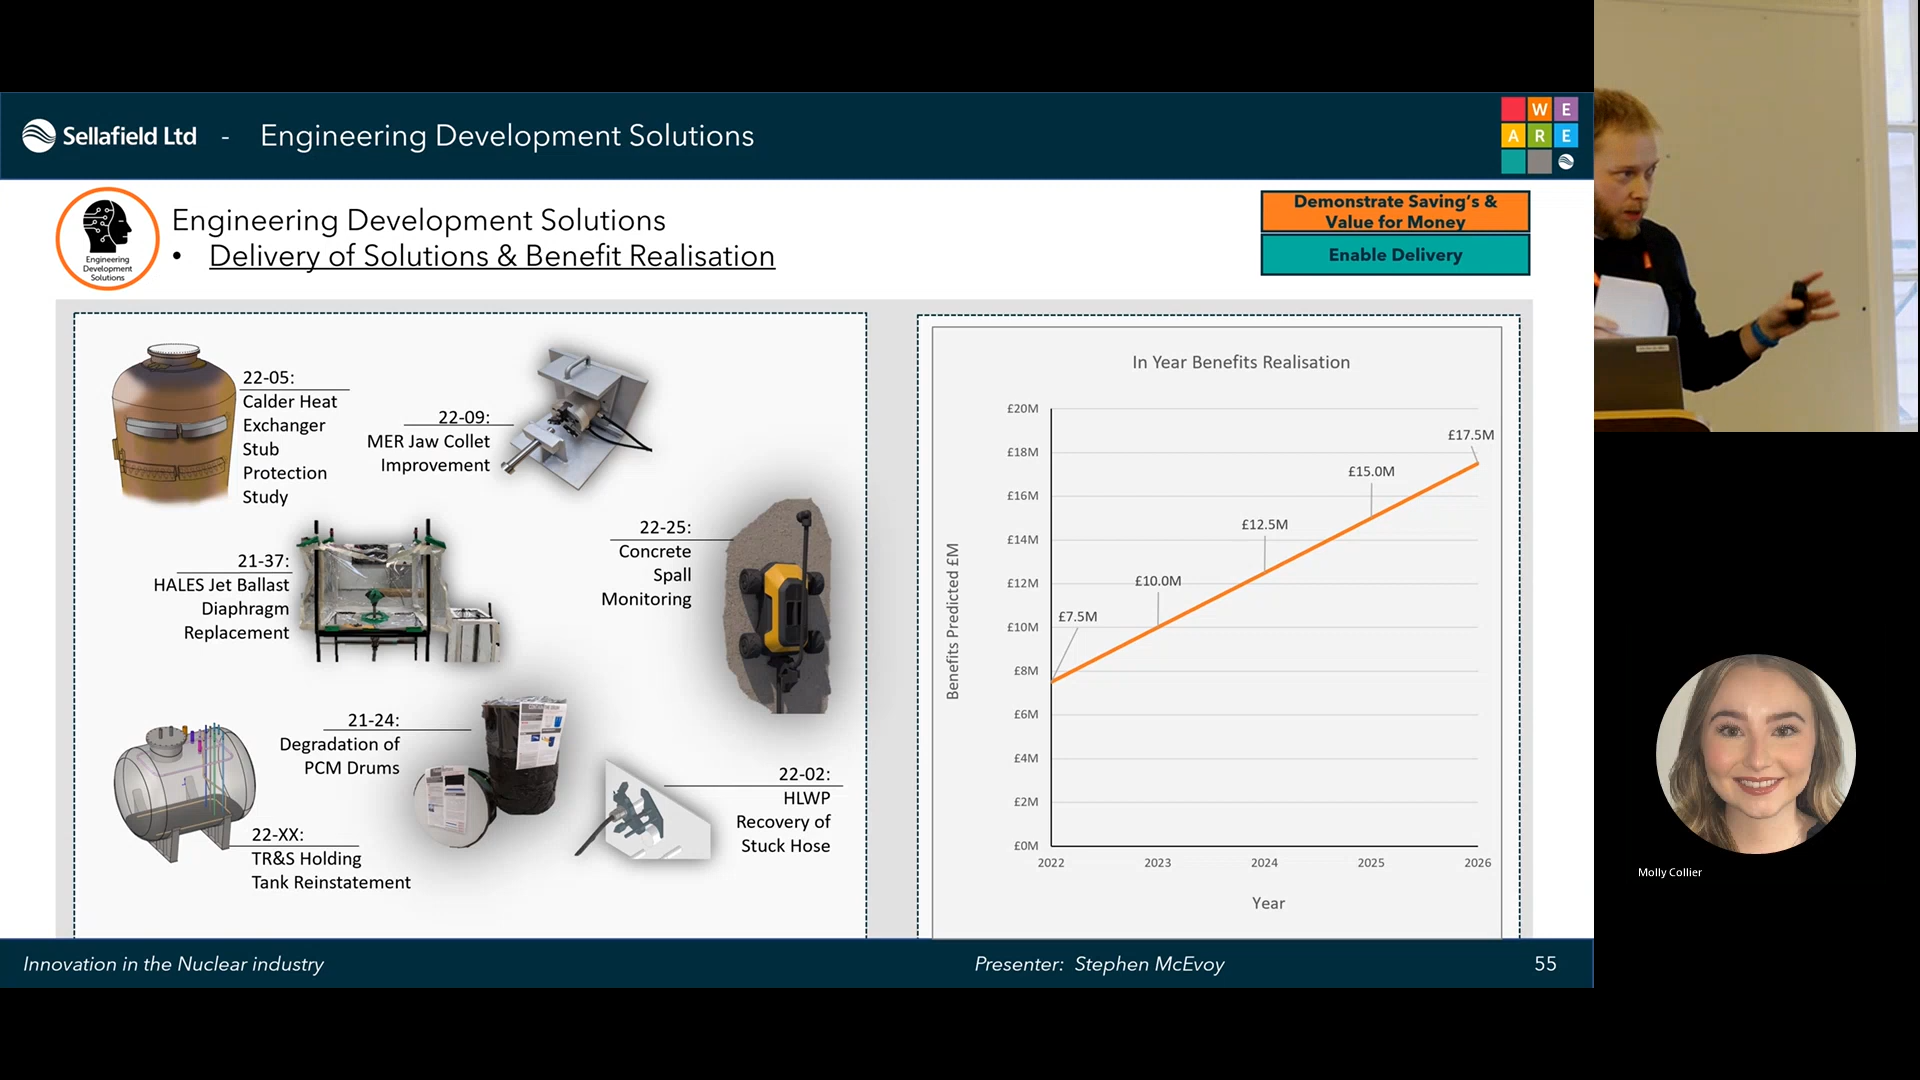 Sellafield Ltd - Engineering Development Solutions
W E
A R E
Engineering Development Solutions
• Delivery of Solutions & Benefit Realisation
Engineering
Development
Solutions
Demonstrate Saving's &
Value for Money
Enable Delivery
22-05:
Calder Heat
Exchanger
Stub
Protection
Study
22-09:
MER Jaw Collet
Improvement
21-37:
HALES Jet Ballast
Diaphragm
Replacement
22-25:
Concrete
Spall
Monitoring
21-24:
Degradation of
PCM Drums
22-XX:
TR&S Holding
Tank Reinstatement
22-02:
HLWP
Recovery of
Stuck Hose
In Year Benefits Realisation
Benefits Predicted £M
£20M
£18M
£16M
£14M
£12M
£10M
£8M
£6M
£4M
£2M
£0M
£7.5M
£10.0M
£12.5M
£15.0M
£17.5M
2022 2023 2024 2025 2026
Year
Innovation in the Nuclear industry
Presenter: Stephen McEvoy
55
Molly Collier